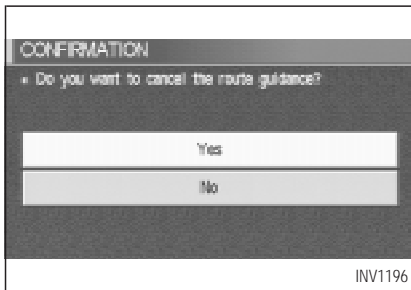 CONFIRMATION
Do you want to cancel the route guidance?
Yes
No
INV1196